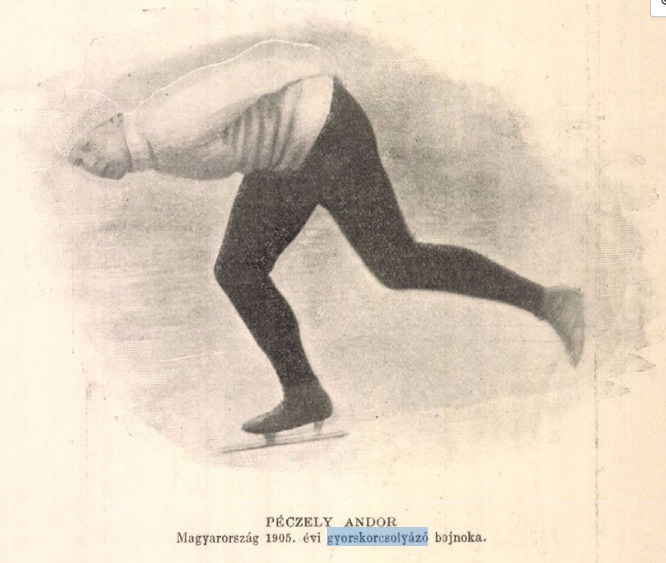 PÉCZELY ANDOR
Magyarország 1905. évi gyorskorcsolyázó bajnoka.